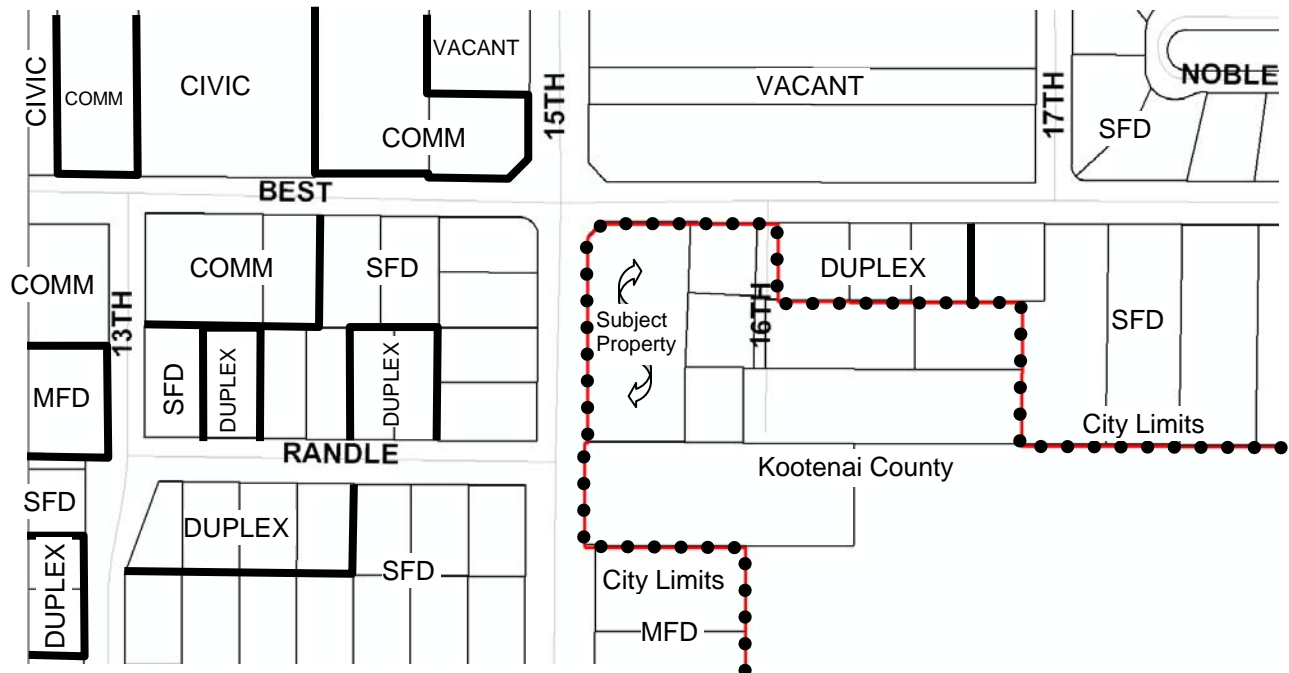 VACANT
CIVIC
COMM
CIVIC
COMM
15TH
VACANT
17TH
NOBLE
SFD
BEST
COMM
13TH
COMM
SFD
DUPLEX
Subject
Property
16TH
SFD
MFD
SFD
DUPLEX
DUPLEX
City Limits
RANDLE
Kootenai County
SFD
DUPLEX
SFD
DUPLEX
City Limits
MFD